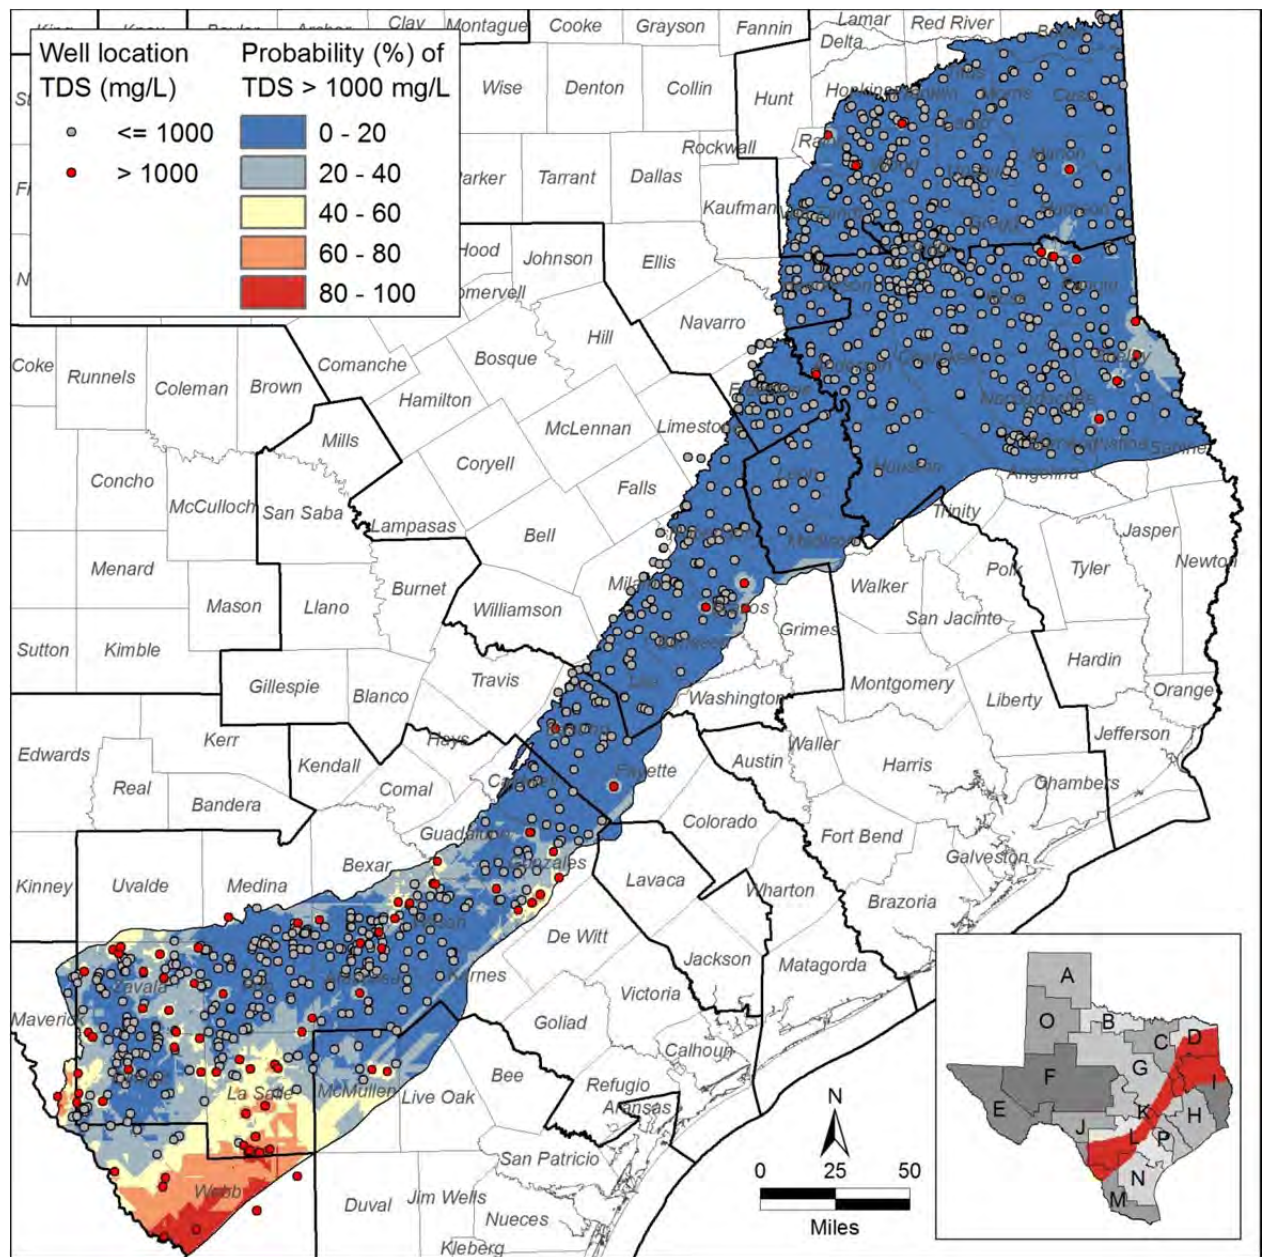 Well location
TDS (mg/L)
<= 1000
> 1000
Probability (%) of
TDS > 1000 mg/L
0 - 20
20 - 40
40 - 60
60 - 80
80 - 100
Clay
Montague
Cooke
Grayson
Fannin
Lamar
Red River
Delta
Wise
Denton
Collin
Hunt
Rockwall
Tarrant
Dallas
Kaufman
Johnson
Ellis
Hill
Navarro
Coke
Runnels
Coleman
Brown
Comanche
Bosque
Hamilton
McLennan
Limestone
Mills
Coryell
Falls
Leon
Houston
Angelina
Concho
McCulloch
San Saba
Lampasas
Bell
Trinity
Jasper
Newton
Menard
Mason
Llano
Burnet
Williamson
Milam
Walker
Polk
Tyler
San Jacinto
Grimes
Sutton
Kimble
Hardin
Gillespie
Blanco
Travis
Washington
Montgomery
Liberty
Orange
Edwards
Kerr
Kendall
Hays
Jefferson
Real
Bandera
Comal
Fayette
Austin
Waller
Harris
Chambers
Guadalupe
Colorado
Fort Bend
Galveston
Bexar
Gonzales
Kinney
Uvalde
Medina
Lavaca
Wharton
Brazoria
De Witt
Jackson
Matagorda
Zavala
Karnes
Victoria
Maverick
Goliad
Calhoun
La Salle
McMullen
Live Oak
Bee
Refugio
Aransas
San Patricio
Webb
Duval
Jim Wells
Nueces
Kleberg
N
0
25
50
Miles
A
O
B
C
D
F
G
I
E
K
H
J
L
P
N
M